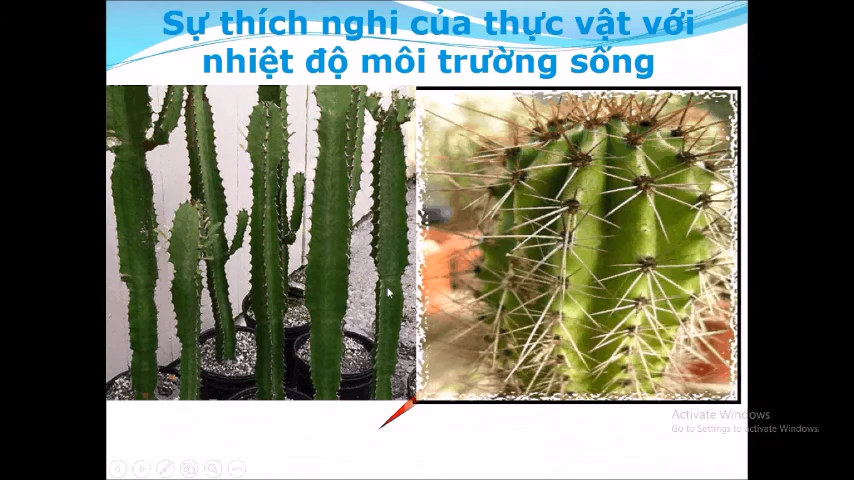 Sự thích nghi của thực vật với
nhiệt độ môi trường sống
Activate Windows
Go to Settings to activate Windows.